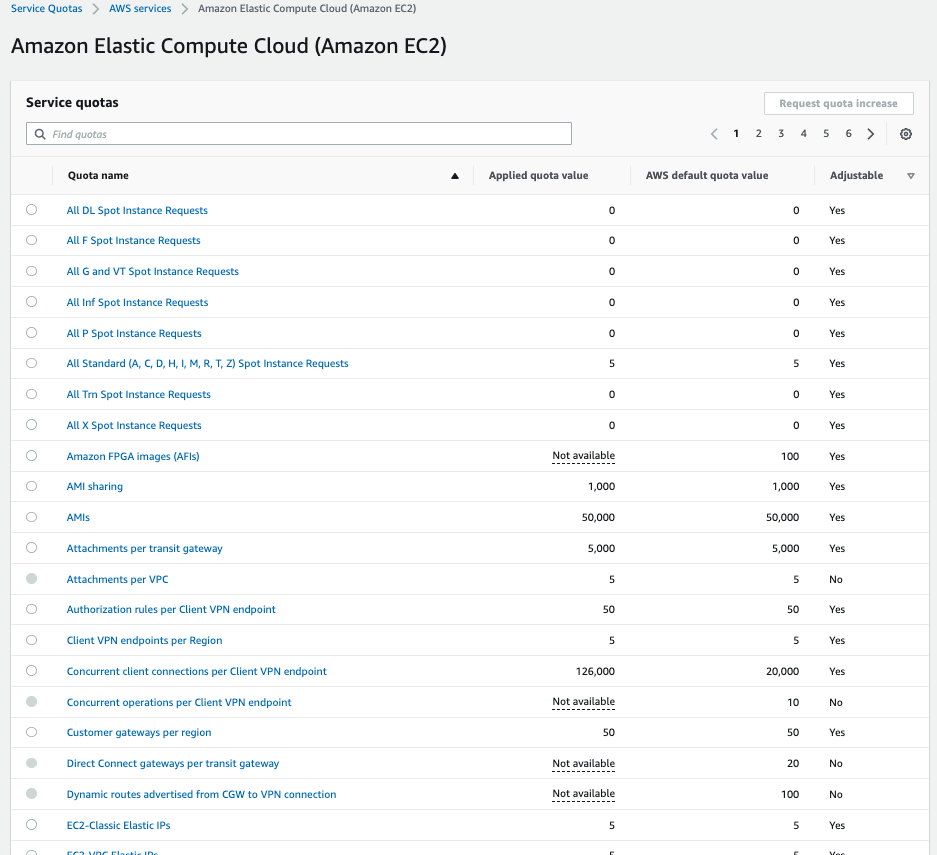 Service Quotas > AWS services > Amazon Elastic Compute Cloud (Amazon EC2)
Amazon Elastic Compute Cloud (Amazon EC2)
Service quotas
Request quota increase
Find quotas
< 1 2 3 4 5 6 >
Quota name Applied quota value AWS default quota value Adjustable
All DL Spot Instance Requests 0 0 Yes
All F Spot Instance Requests 0 0 Yes
All G and VT Spot Instance Requests 0 0 Yes
All Inf Spot Instance Requests 0 0 Yes
All P Spot Instance Requests 0 0 Yes
All Standard (A, C, D, H, I, M, R, T, Z) Spot Instance Requests 5 5 Yes
All Trn Spot Instance Requests 0 0 Yes
All X Spot Instance Requests 0 0 Yes
Amazon FPGA images (AFIs) Not available 100 Yes
AMI sharing 1,000 1,000 Yes
AMIs 50,000 50,000 Yes
Attachments per transit gateway 5,000 5,000 Yes
Attachments per VPC 5 5 No
Authorization rules per Client VPN endpoint 50 50 Yes
Client VPN endpoints per Region 5 5 Yes
Concurrent client connections per Client VPN endpoint 126,000 20,000 Yes
Concurrent operations per Client VPN endpoint Not available 10 No
Customer gateways per region 50 50 Yes
Direct Connect gateways per transit gateway Not available 20 No
Dynamic routes advertised from CGW to VPN connection Not available 100 No
EC2-Classic Elastic IPs 5 5 Yes
EC2-VPC Elastic IPs 5 5 Yes